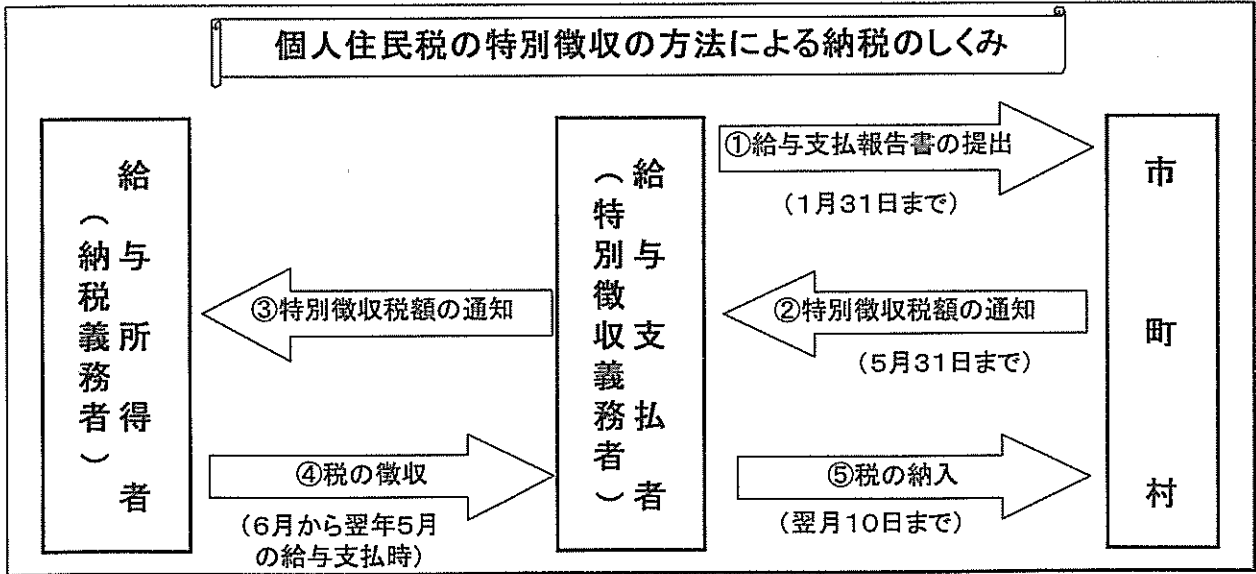 個人住民税の特別徴収の方法による納税のしくみ
給与所得者
（納税義務者）
給与支払者
（特別徴収義務者）
市町村
①給与支払報告書の提出
（1月31日まで）
②特別徴収税額の通知
（5月31日まで）
③特別徴収税額の通知
④税の徴収
（6月から翌年5月
の給与支払時）
⑤税の納入
（翌月10日まで）